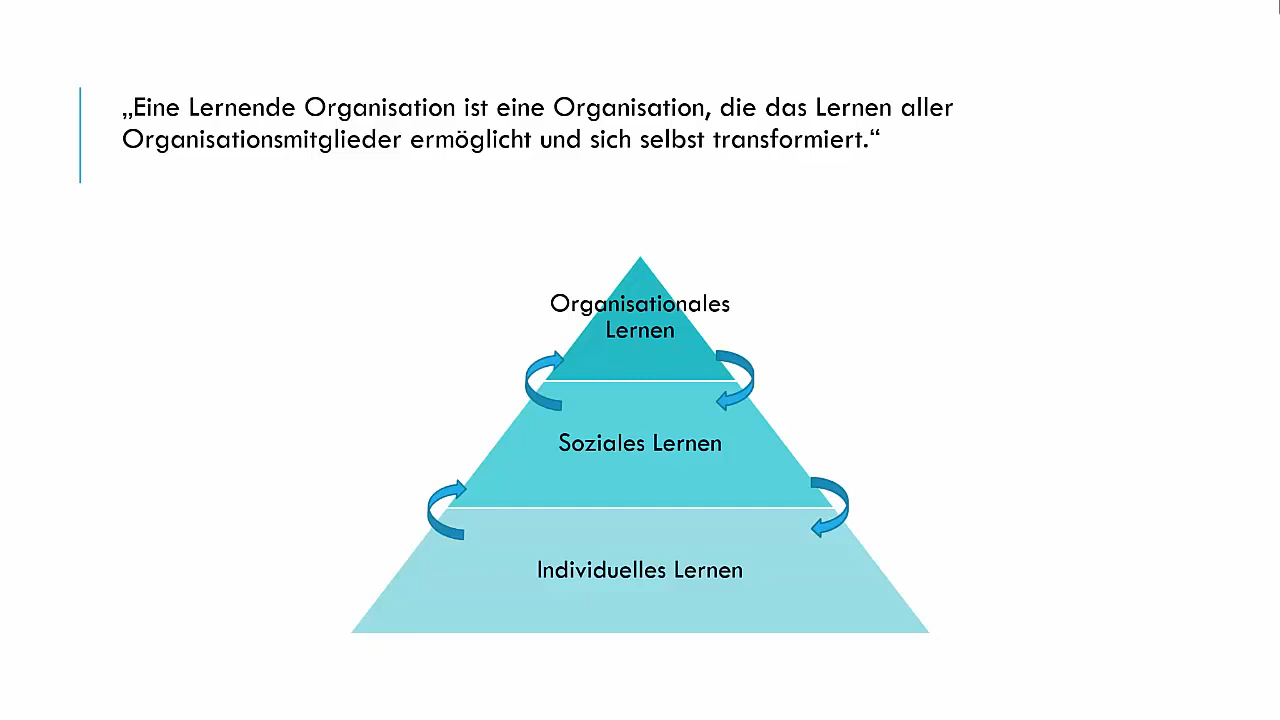 „Eine Lernende Organisation ist eine Organisation, die das Lernen aller
Organisationsmitglieder ermöglicht und sich selbst transformiert.“
Organisationales
Lernen
Soziales Lernen
Individuelles Lernen